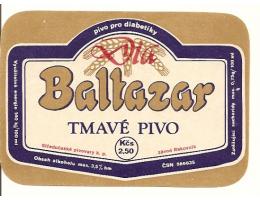 pivo pro diabetiky
Dia
Baltazar
TMAVÉ PIVO
Kčs
2.50
Středočeské pivovary k. p.
závod Rakovník
Obsah alkoholu max. 3,5% hm
ČSN 566635